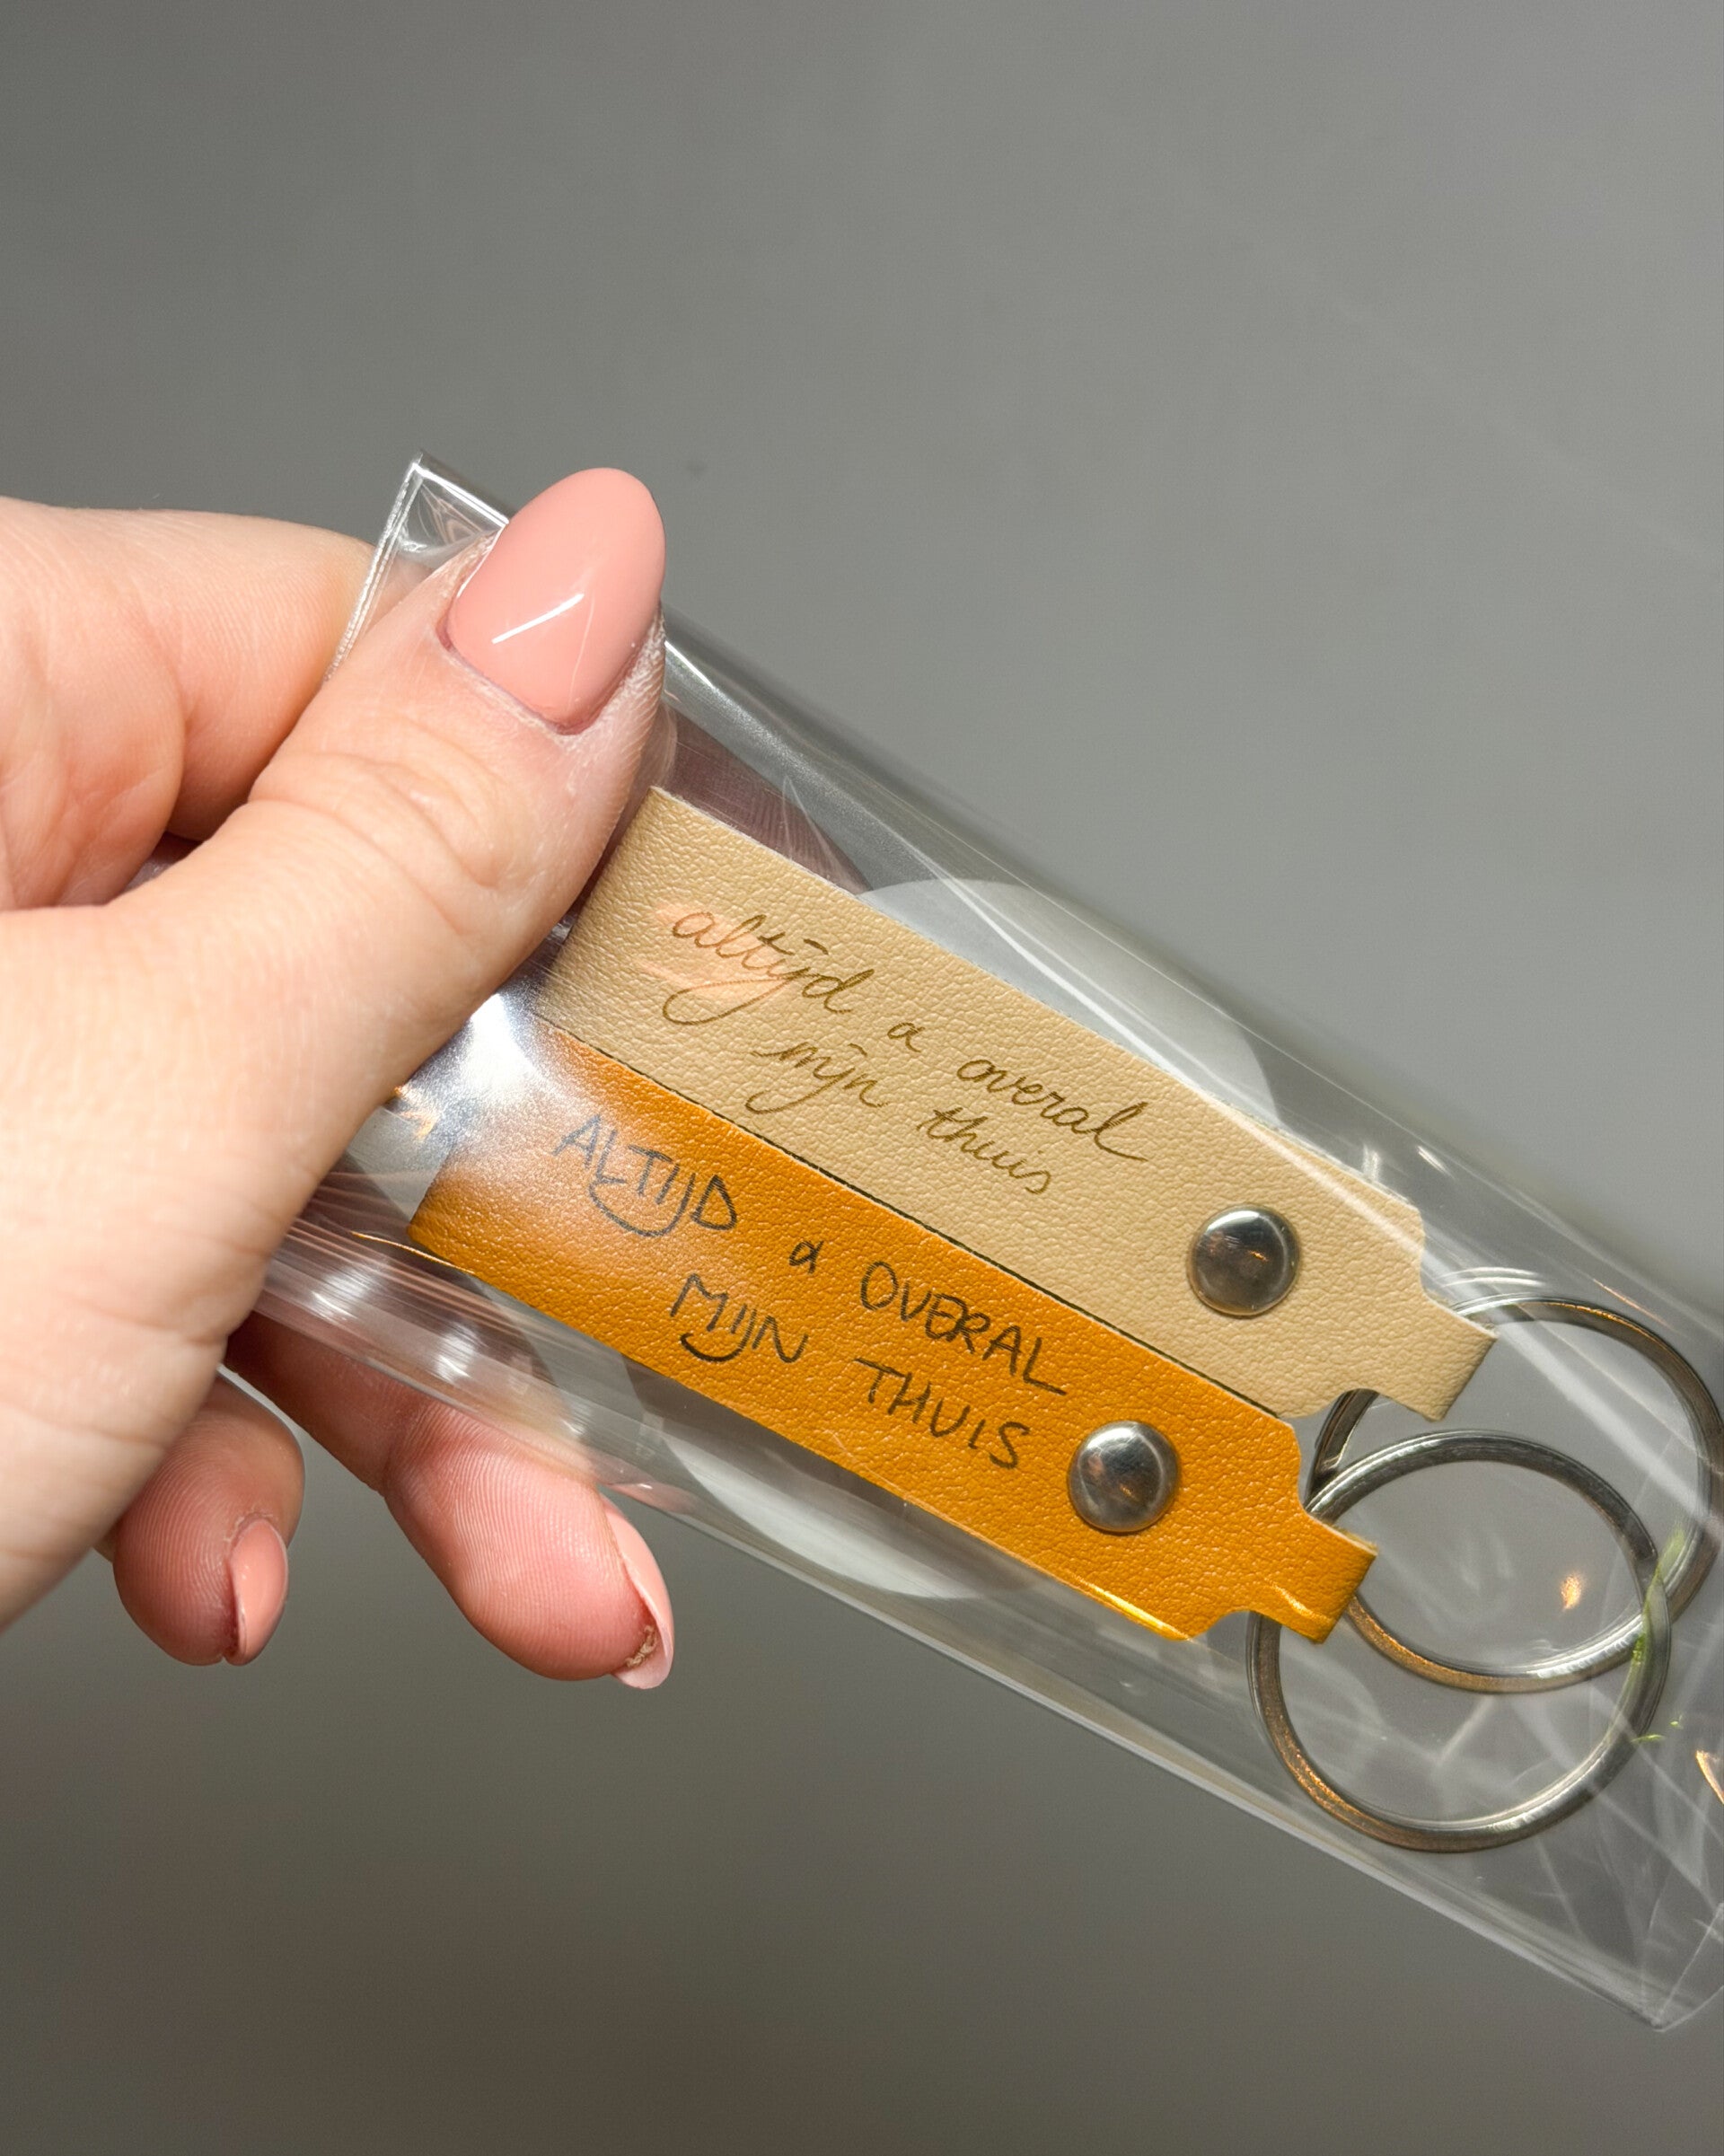 altijd a overal
mijn thuis
ALTIJD a OVERAL
MIJN THUIS